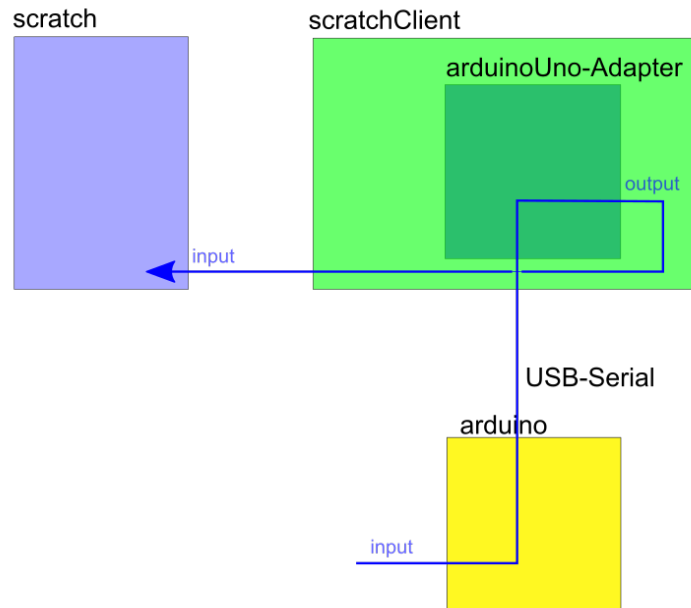 scratch
scratchClient
arduinoUno-Adapter
output
input
USB-Serial
arduino
input